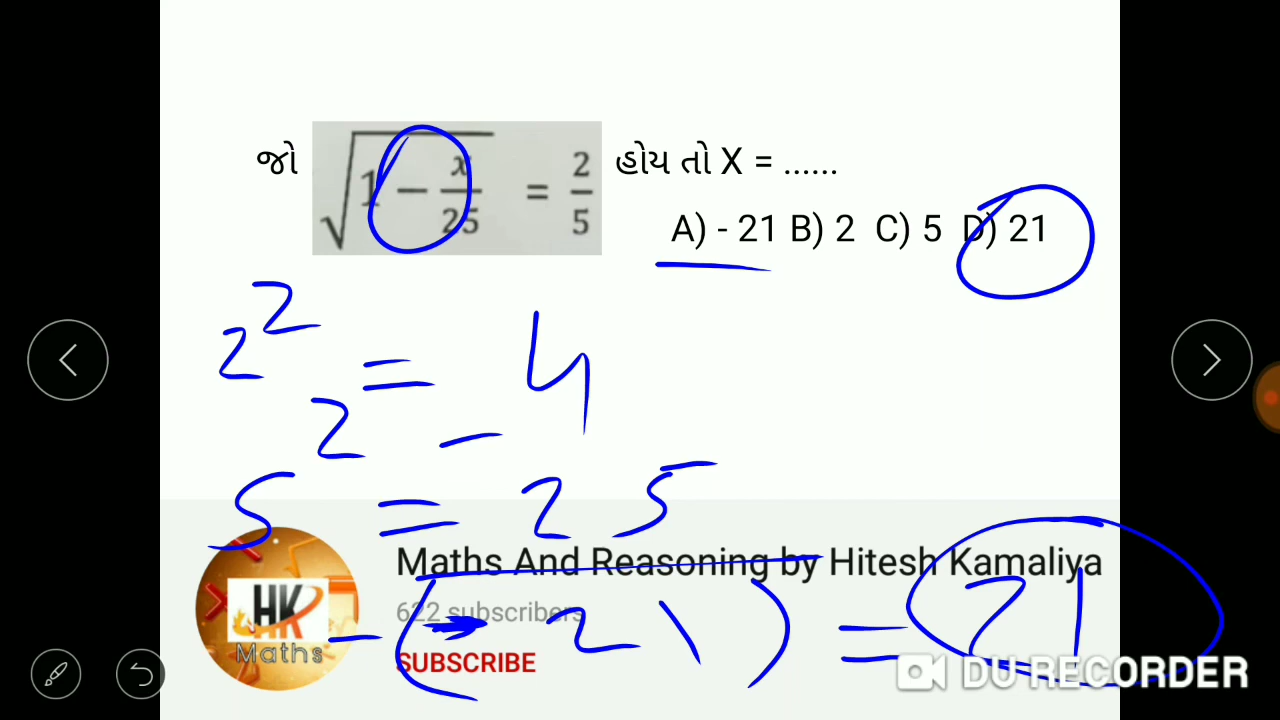 જો √1 − x/25 = 2/5 હોય તો X = ......
A) - 21 B) 2 C) 5 D) 21
2² = 4
5² = 25
Maths And Reasoning by Hitesh Kamaliya
622 subscribers
HK
Maths
-(- 21) = 21
SUBSCRIBE
DU RECORDER